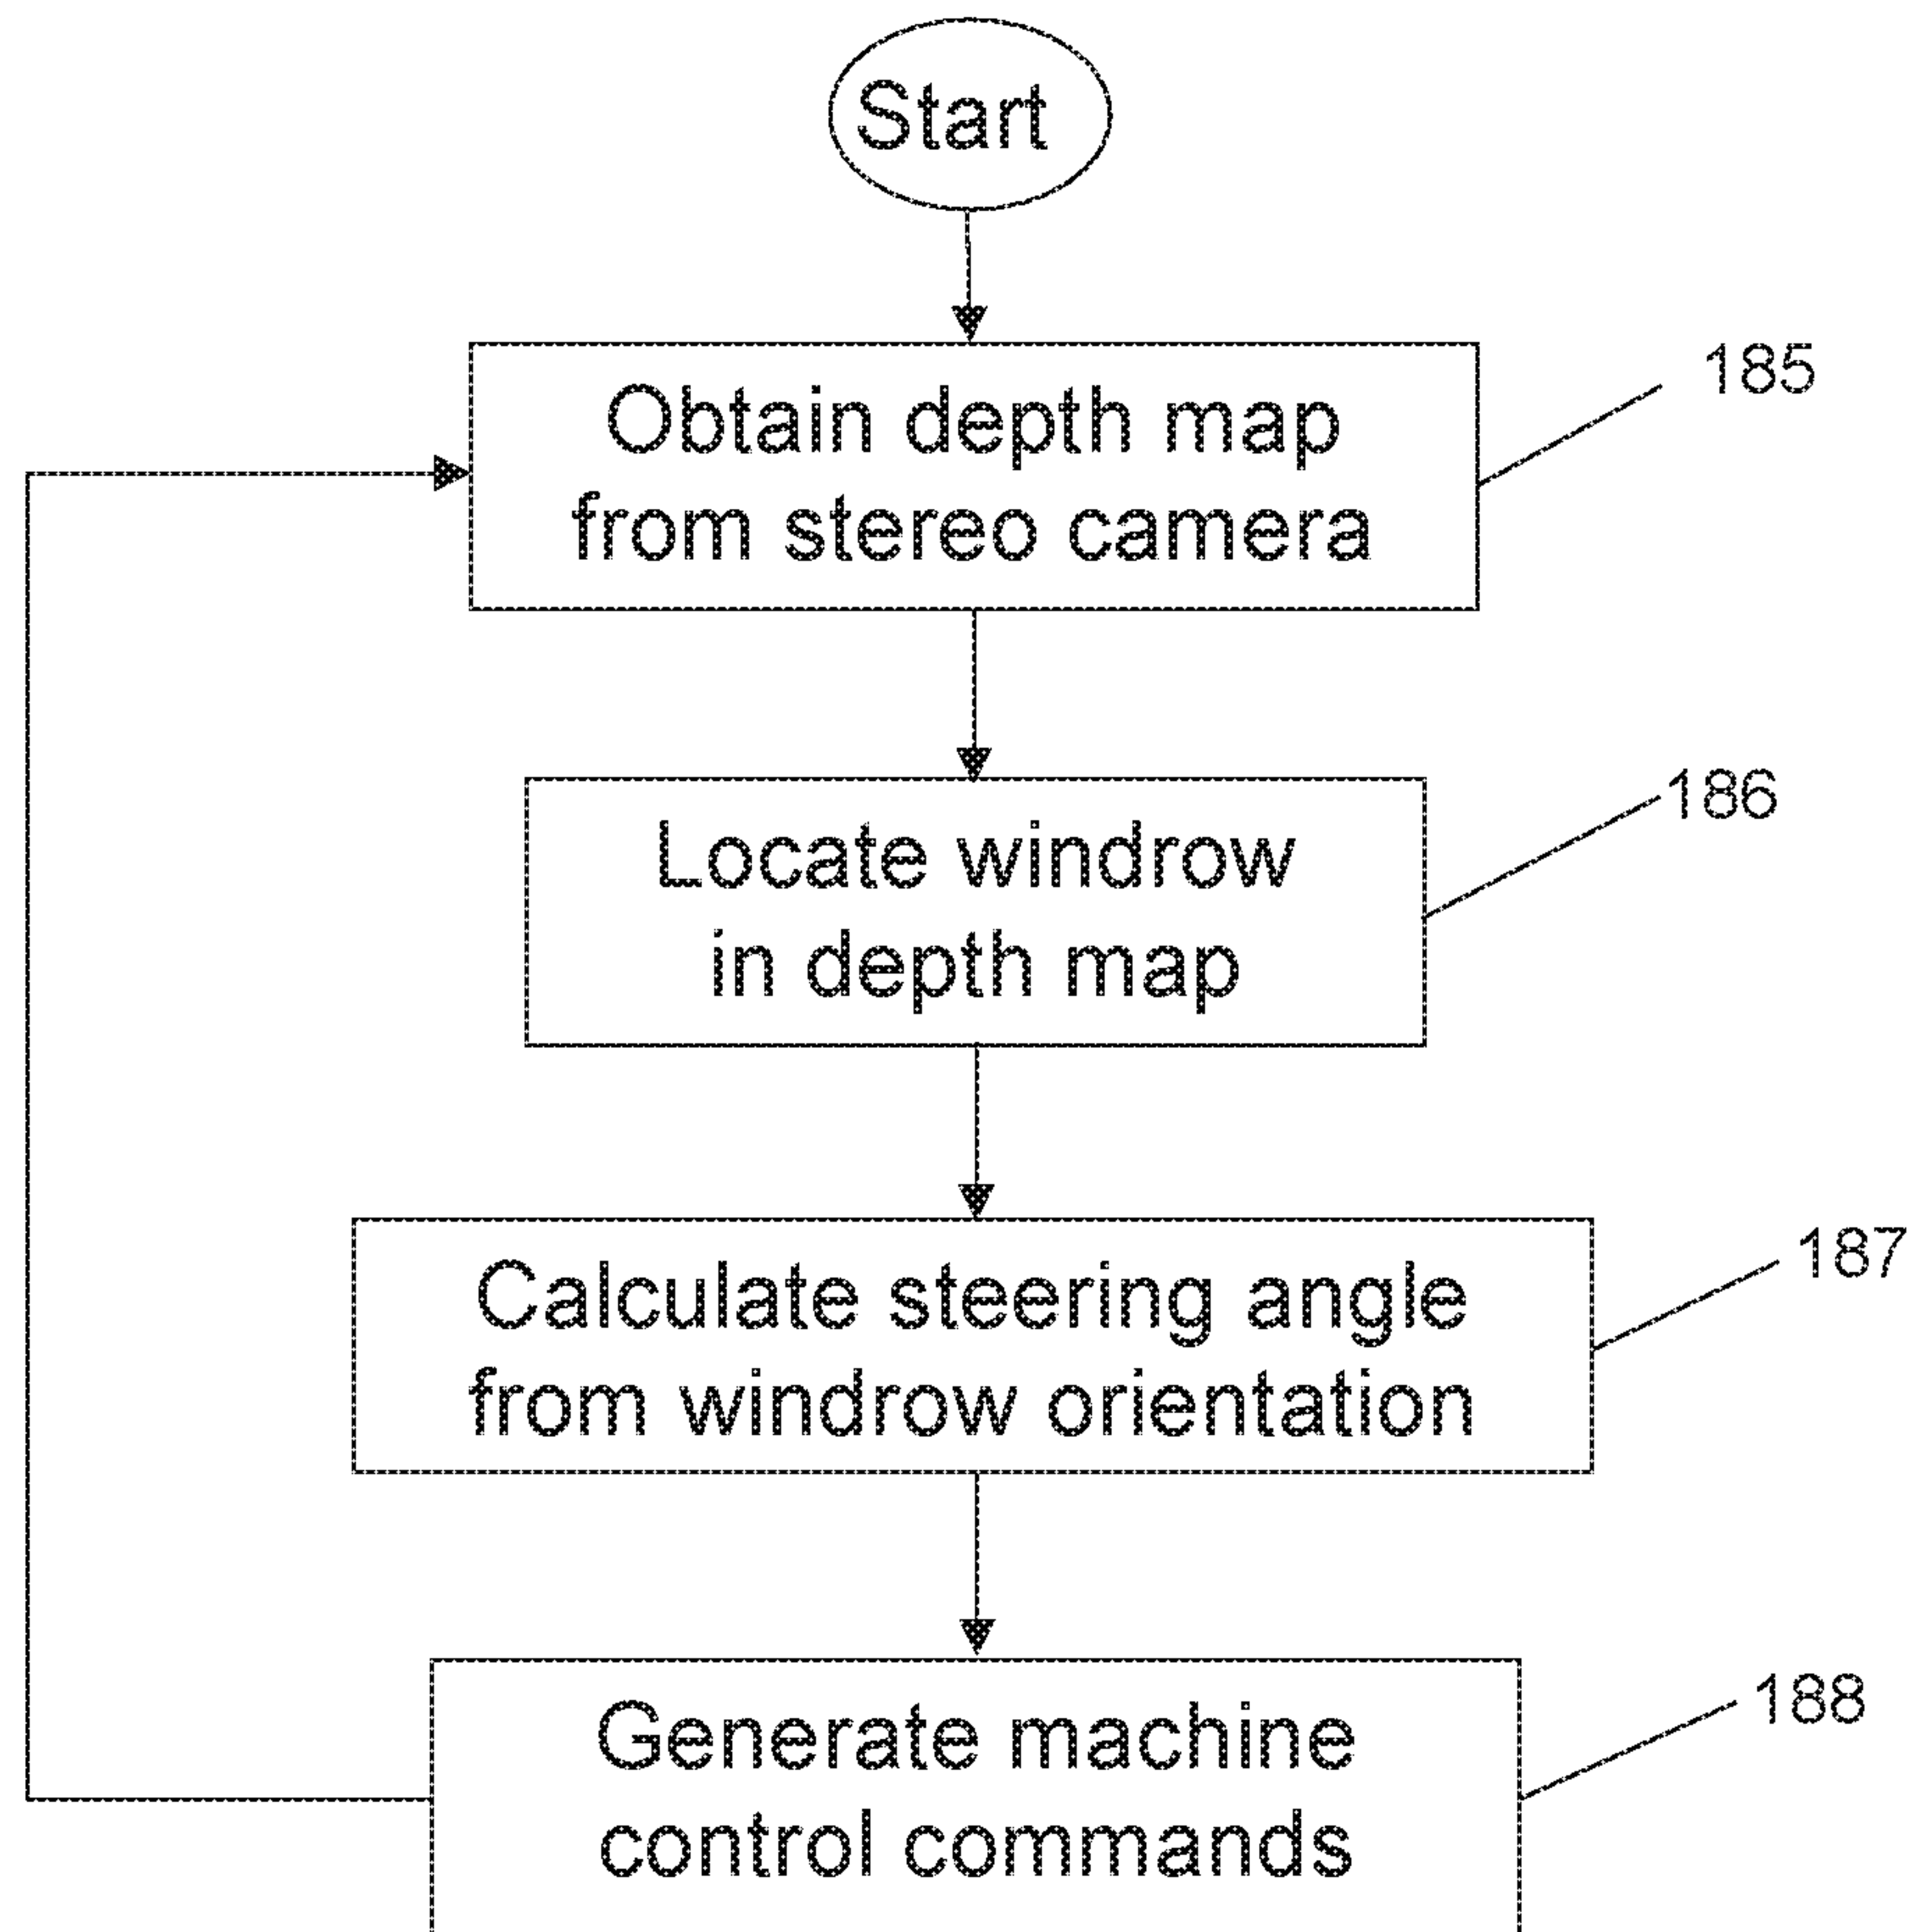 Start
185
Obtain depth map
from stereo camera
186
Locate windrow
in depth map
187
Calculate steering angle
from windrow orientation
188
Generate machine
control commands